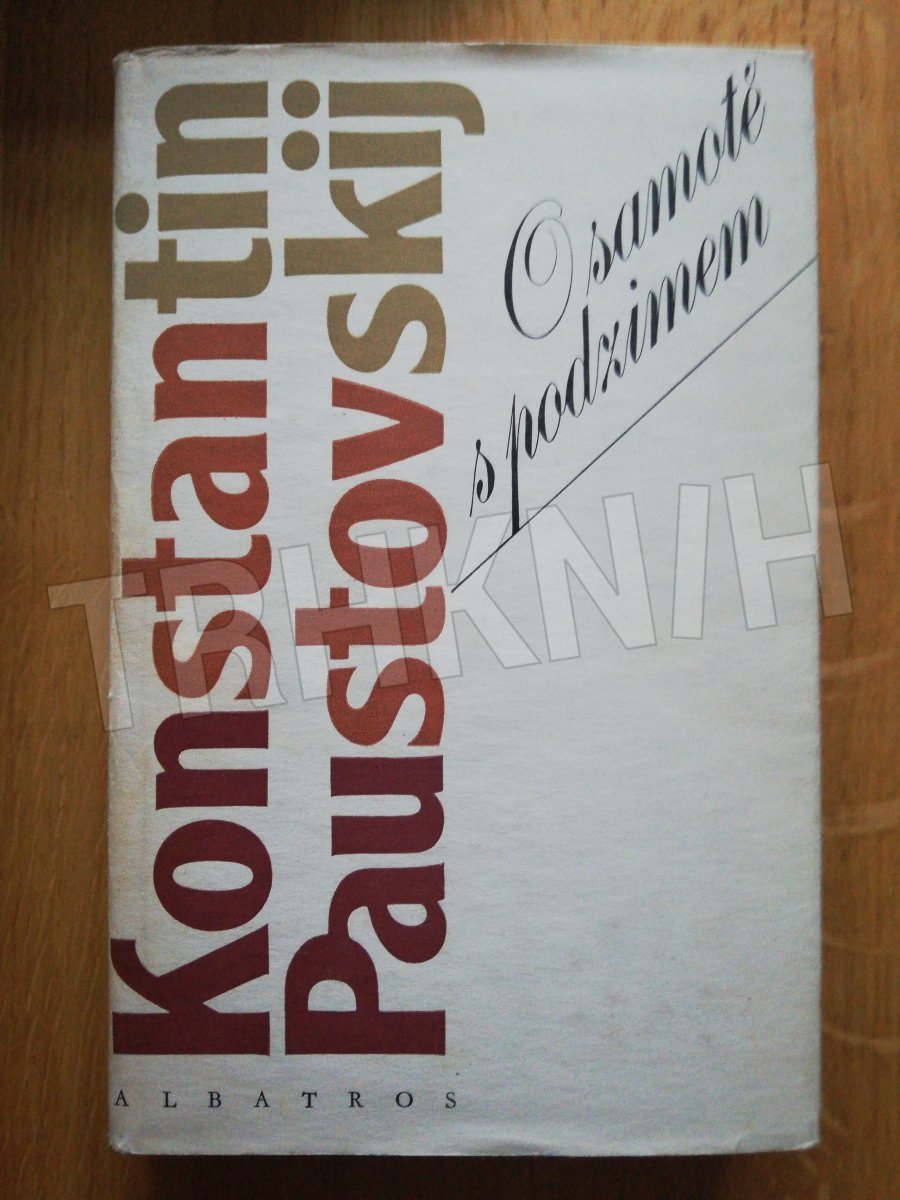 Konstantin
Paustovskij
O samotě
s podzimem
ALBATROS
TRHKNIH